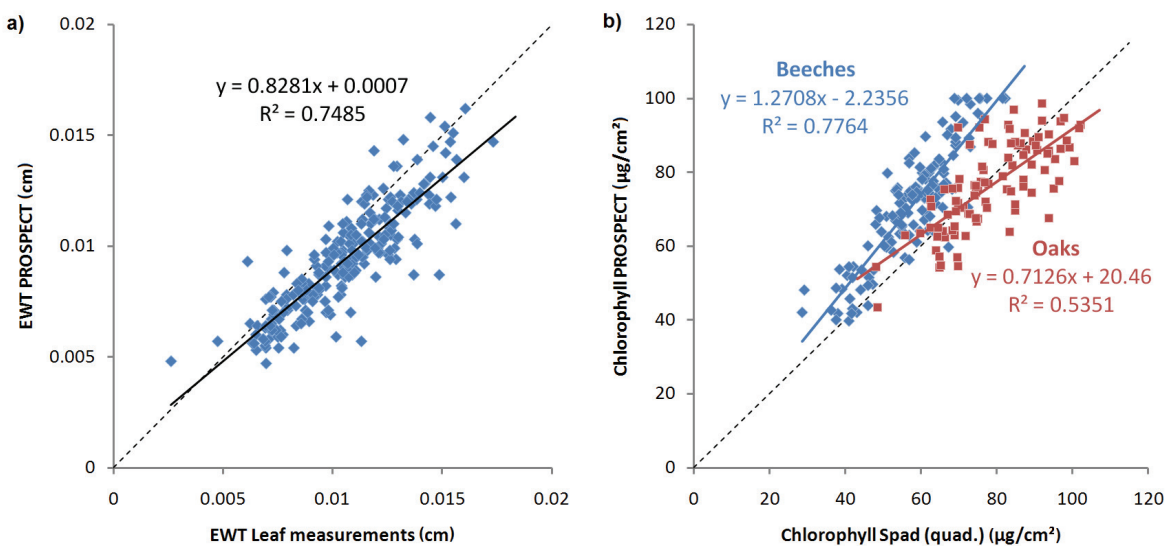 a)
0.02
0.015
0.01
0.005
0
EWT PROSPECT (cm)
y = 0.8281x + 0.0007
R² = 0.7485
0
0.005
0.01
0.015
0.02
EWT Leaf measurements (cm)
b)
120
100
80
60
40
20
0
Chlorophyll PROSPECT (µg/cm²)
Beeches
y = 1.2708x - 2.2356
R² = 0.7764
Oaks
y = 0.7126x + 20.46
R² = 0.5351
0
20
40
60
80
100
120
Chlorophyll Spad (quad.) (µg/cm²)